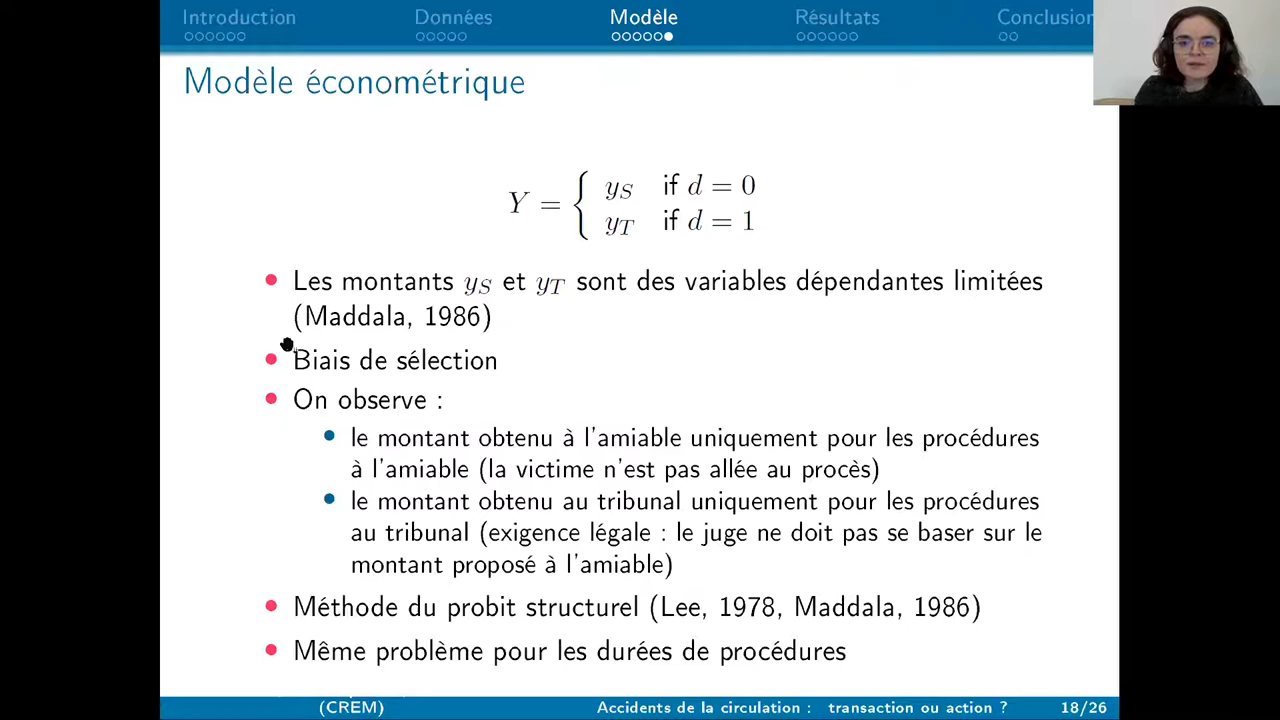 Introduction Données Modèle Résultats Conclusion
Modèle économétrique
Y = { y_S if d = 0
y_T if d = 1
Les montants y_S et y_T sont des variables dépendantes limitées
(Maddala, 1986)
Biais de sélection
On observe :
le montant obtenu à l'amiable uniquement pour les procédures
à l'amiable (la victime n'est pas allée au procès)
le montant obtenu au tribunal uniquement pour les procédures
au tribunal (exigence légale : le juge ne doit pas se baser sur le
montant proposé à l'amiable)
Méthode du probit structurel (Lee, 1978, Maddala, 1986)
Même problème pour les durées de procédures
(CREM) Accidents de la circulation : transaction ou action ? 18/26